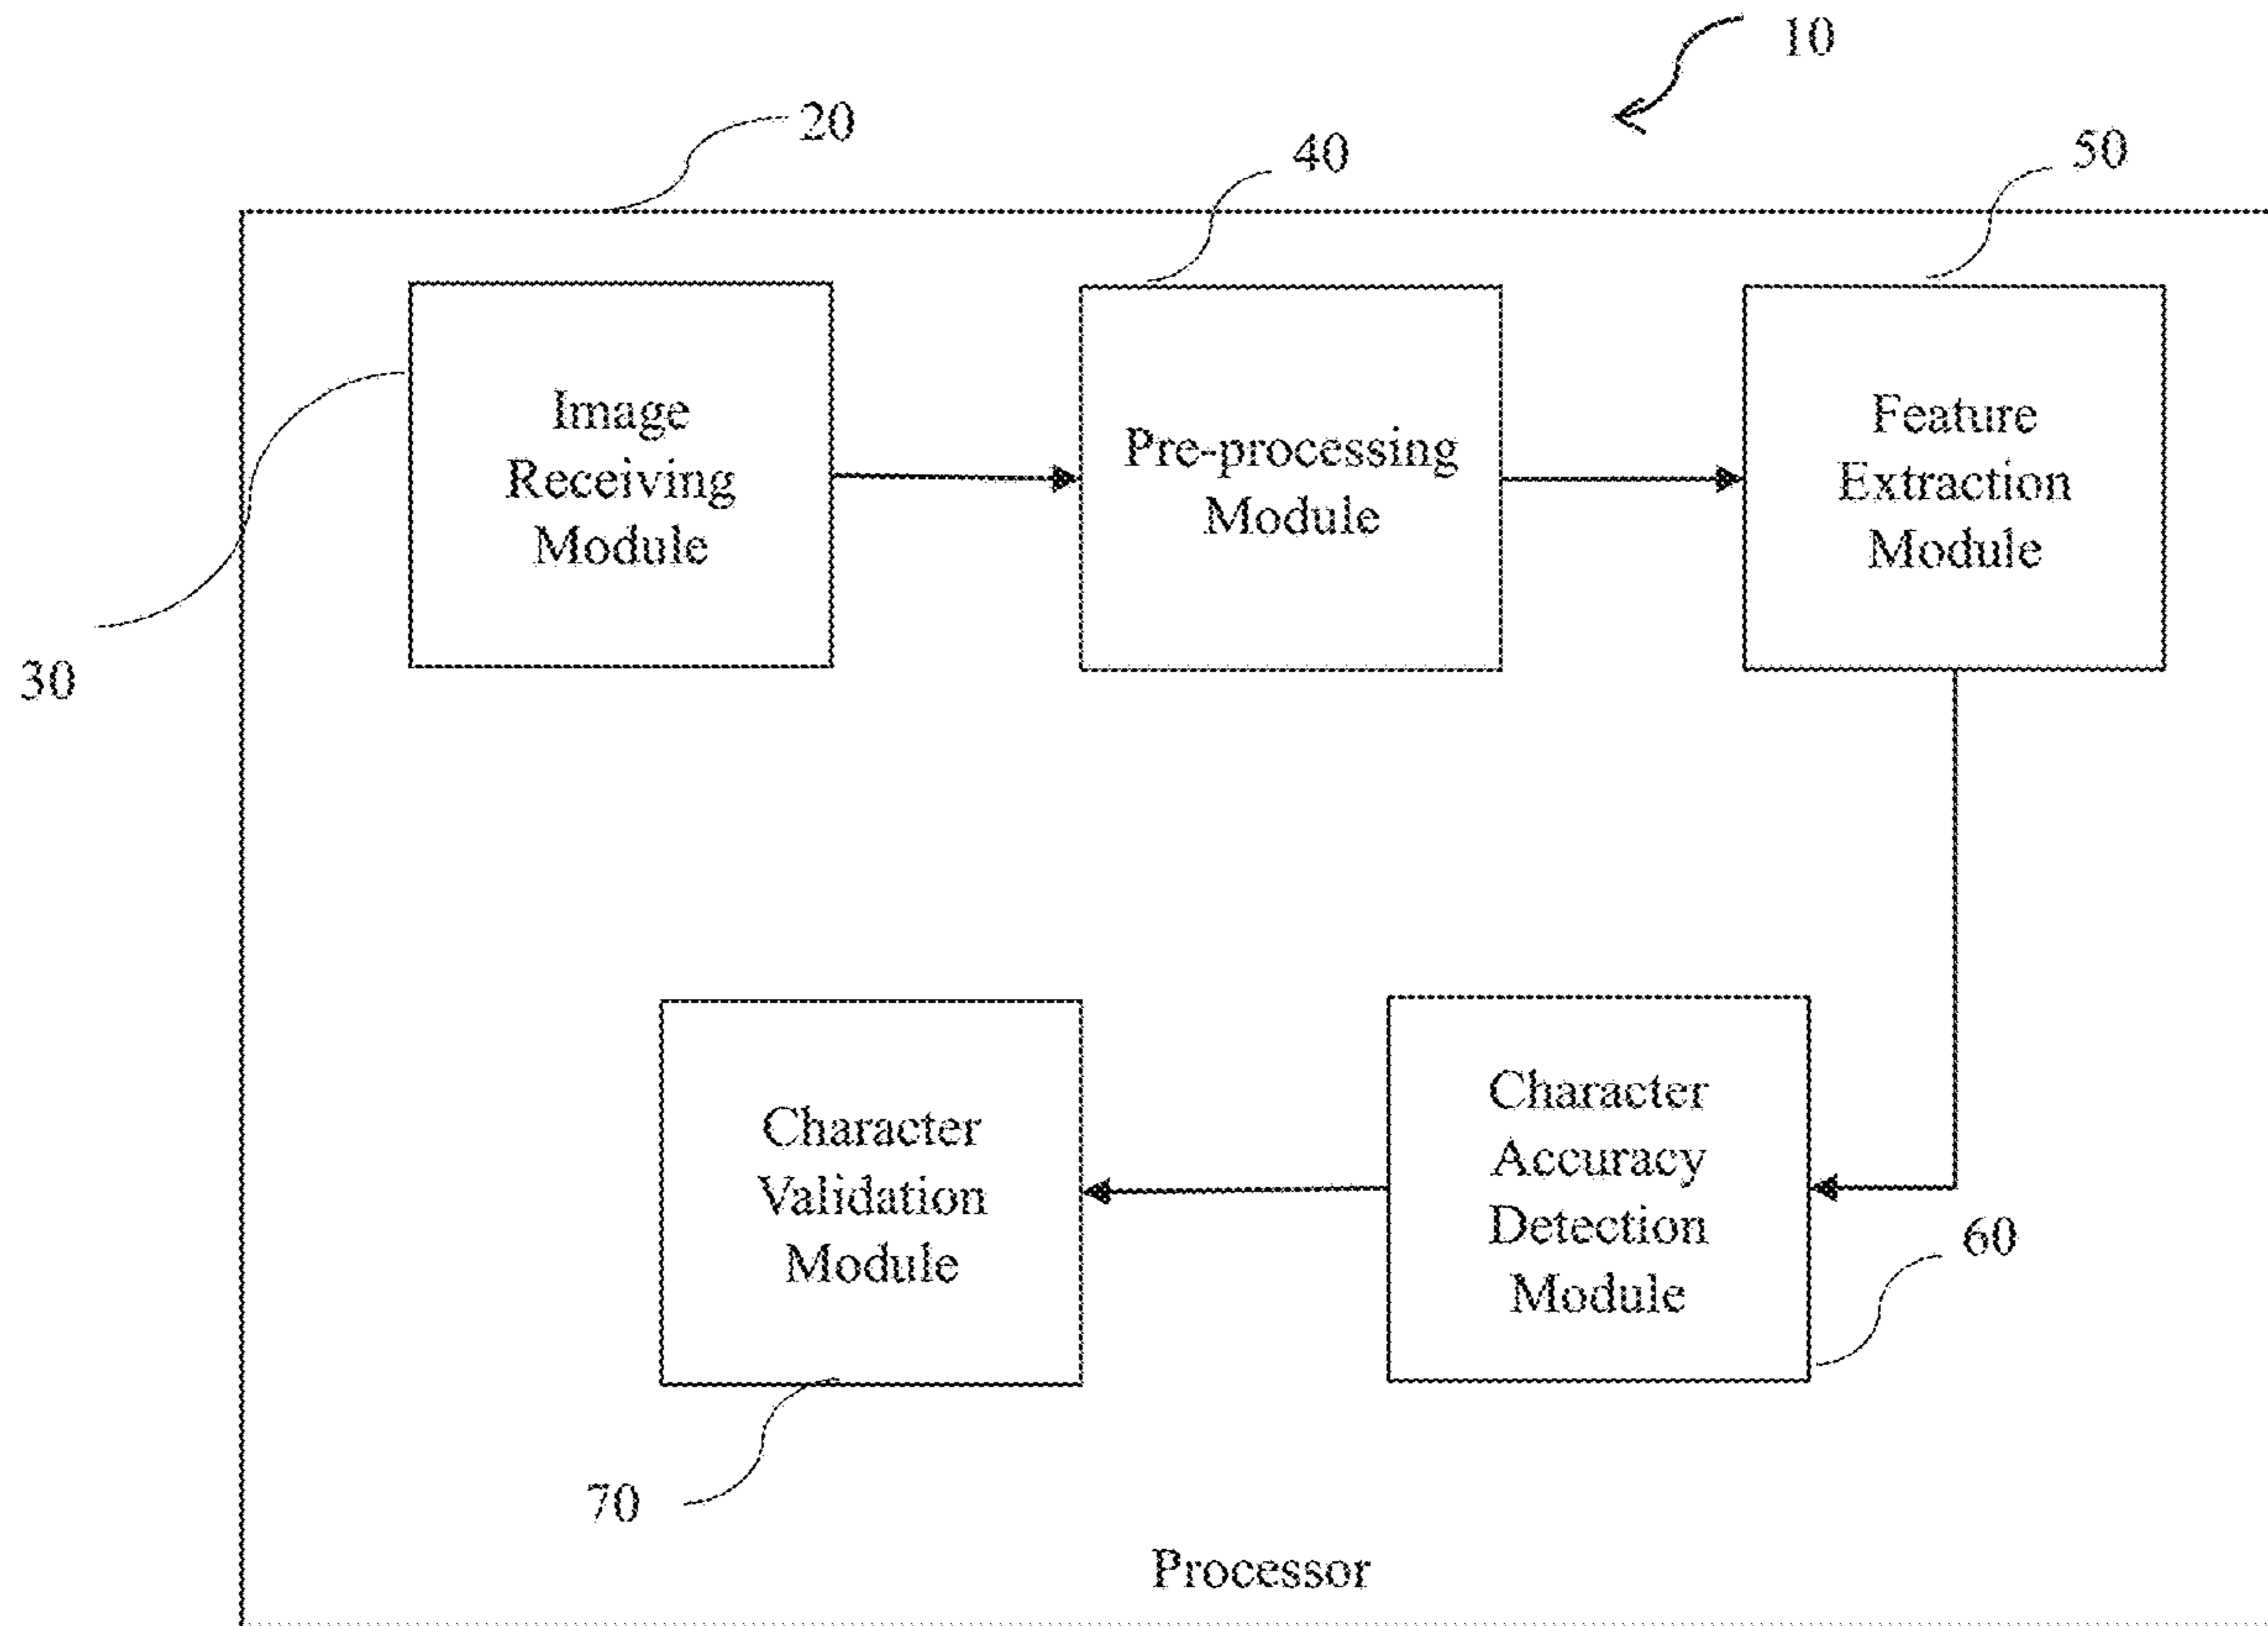 10
20
40
50
Image
Receiving
Module
Pre-processing
Module
Feature
Extraction
Module
30
Character
Validation
Module
Character
Accuracy
Detection
Module
60
70
Processor